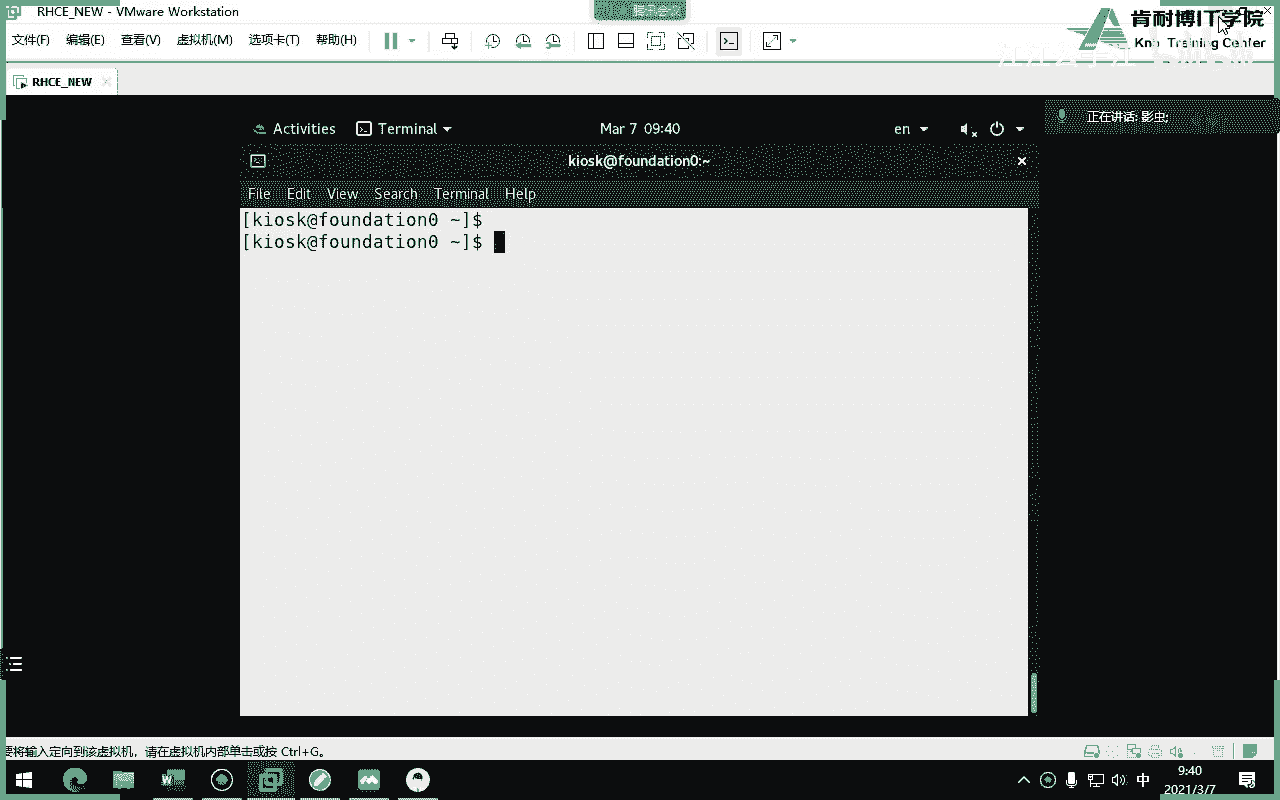 RHCE_NEW - VMware Workstation
文件(F) 编辑(E) 查看(V) 虚拟机(M) 选项卡(T) 帮助(H)
肯耐博IT学院
Training Center
RHCE_NEW
Activities Terminal Mar 7 09:40 en
正在讲话: 影虫;
kiosk@foundation0:~
File Edit View Search Terminal Help
[kiosk@foundation0 ~]$
[kiosk@foundation0 ~]$
要将输入定向到该虚拟机，请在虚拟机内部单击或按 Ctrl+G。
中
9:40
2021/3/7